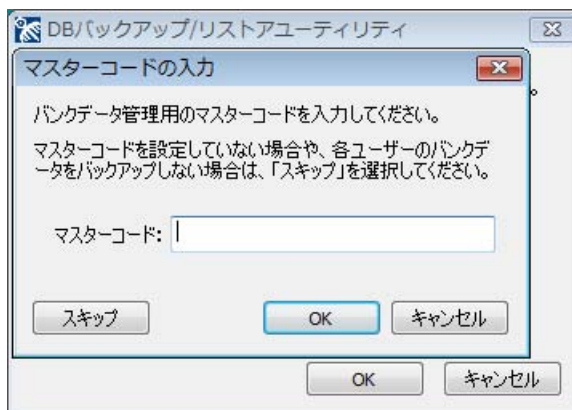 DBバックアップ/リストアユーティリティ
マスターコードの入力
バンクデータ管理用のマスターコードを入力してください。
マスターコードを設定していない場合や、各ユーザーのバンクデ
ータをバックアップしない場合は、「スキップ」を選択してください。
マスターコード:
スキップ
OK
キャンセル
OK
キャンセル